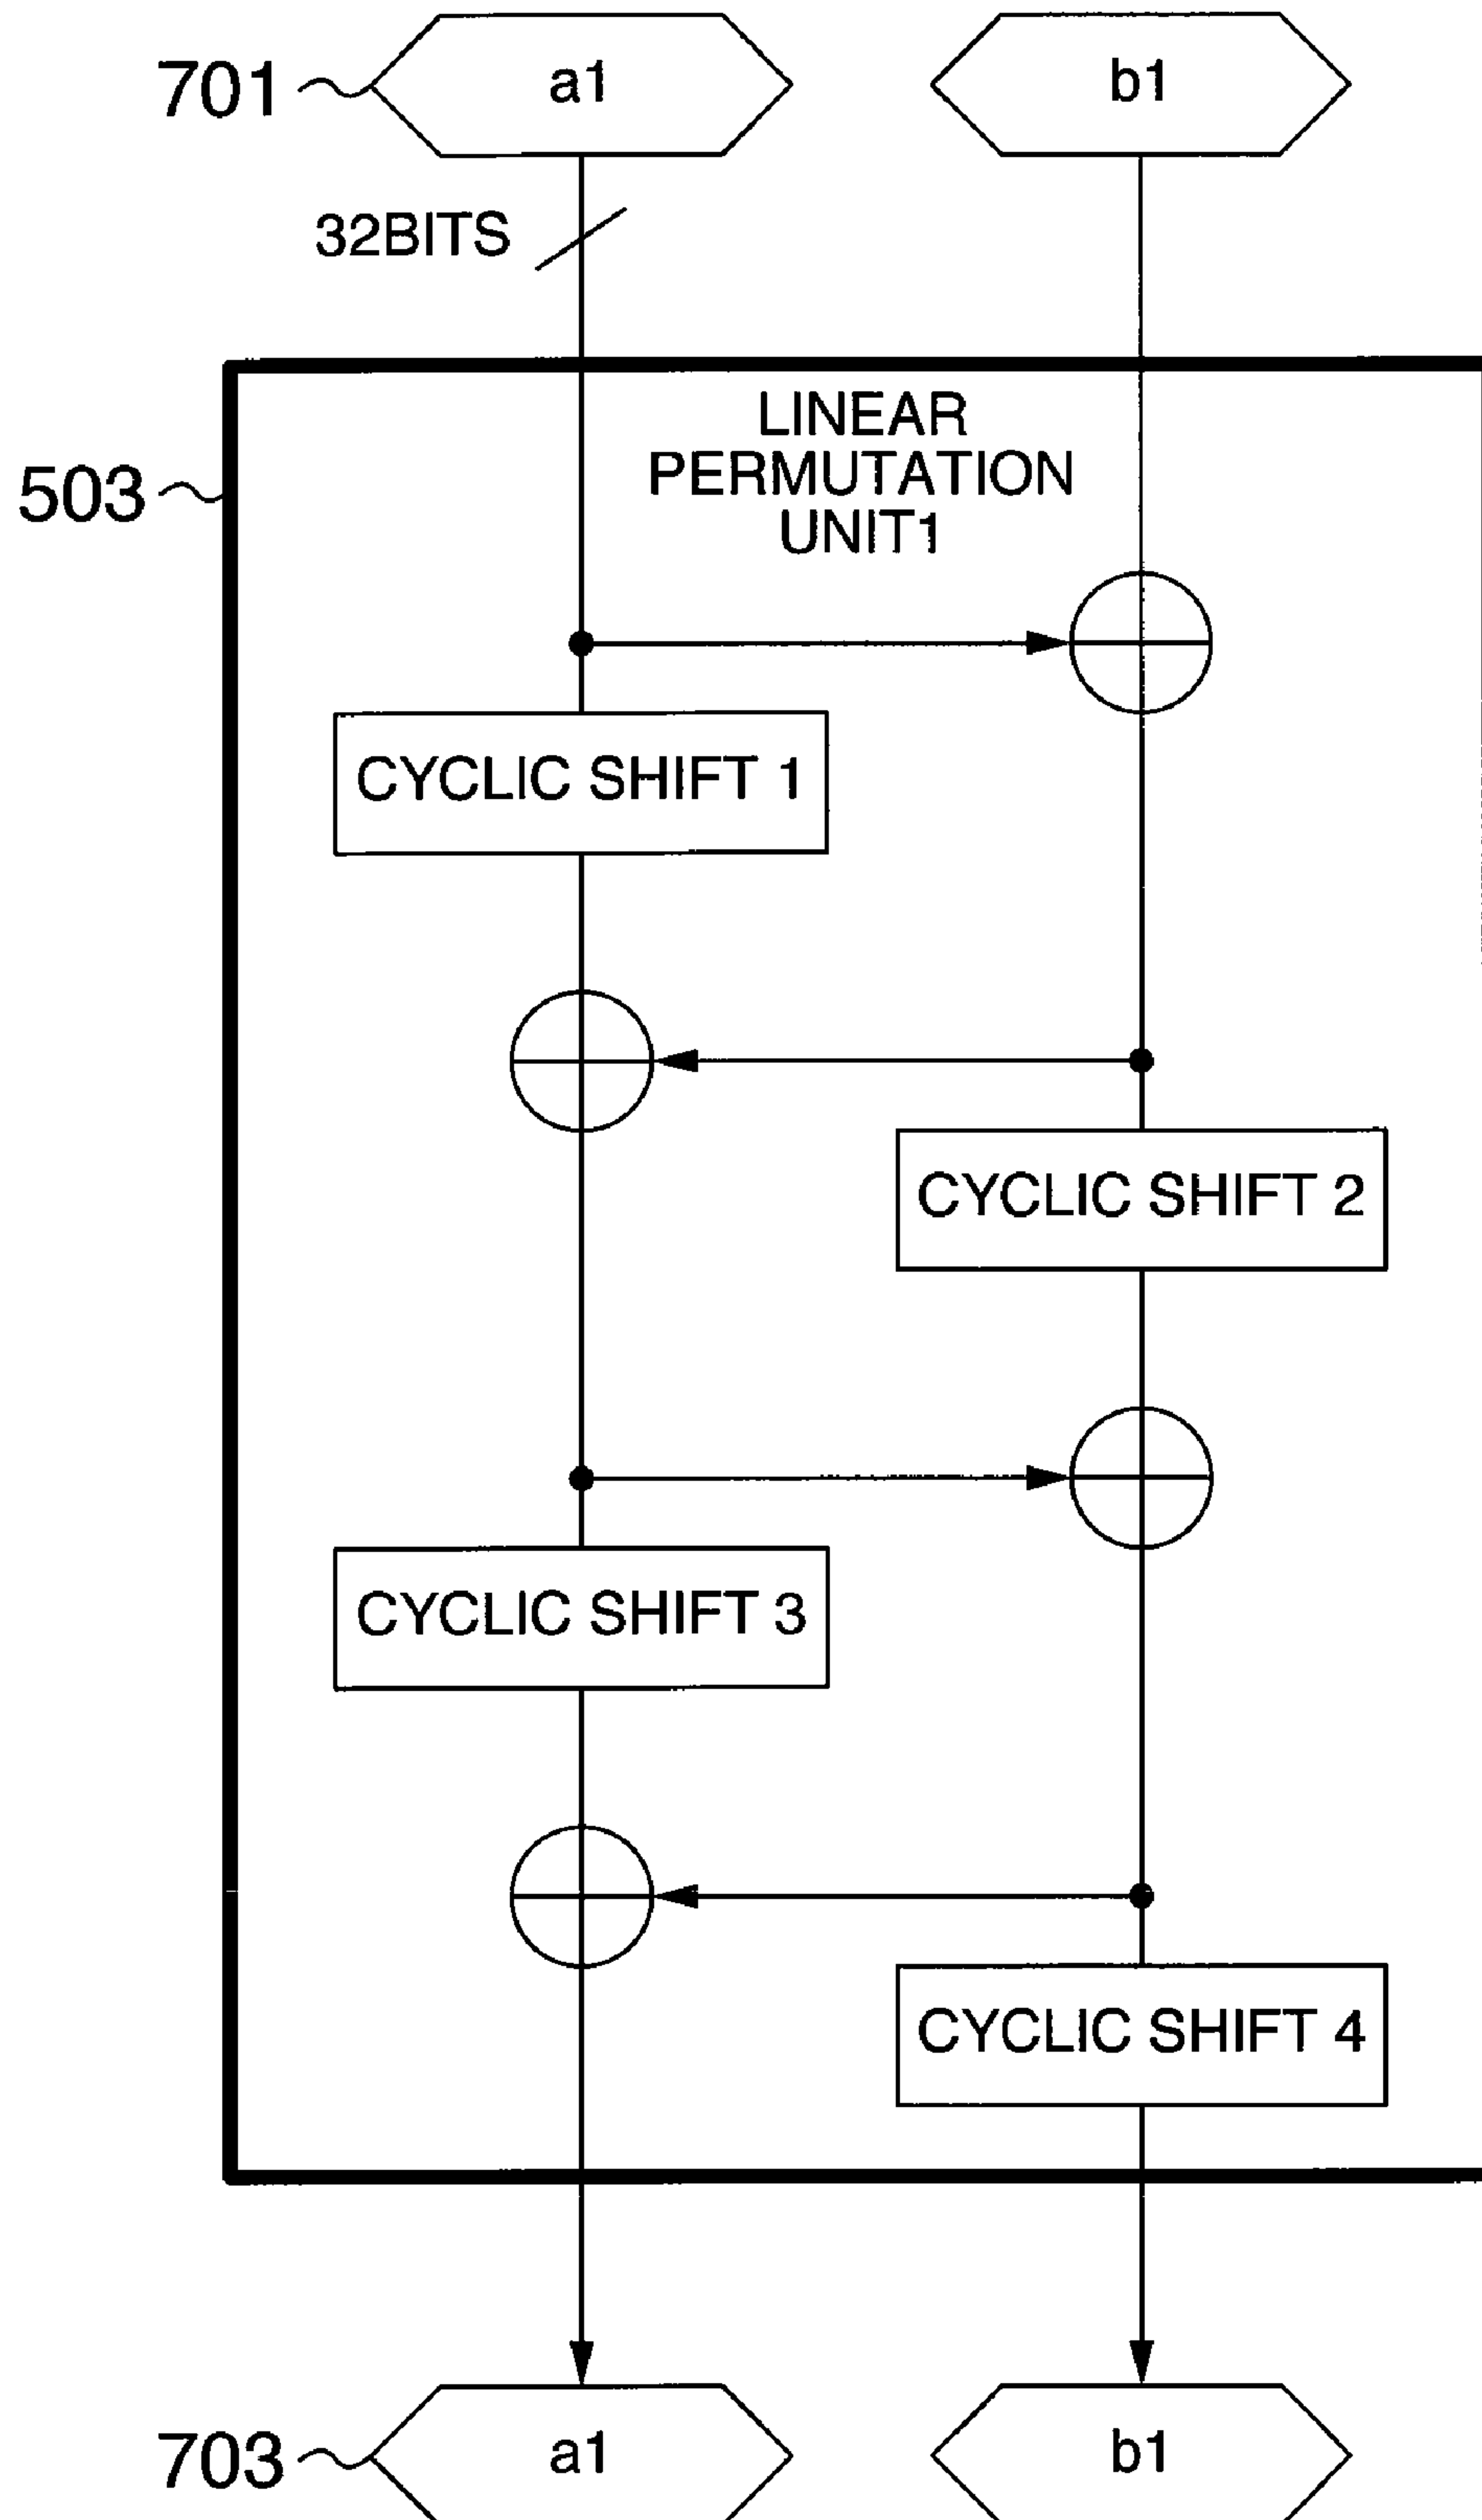 701
a1
b1
32BITS
LINEAR
PERMUTATION
UNIT1
503
CYCLIC SHIFT 1
CYCLIC SHIFT 2
CYCLIC SHIFT 3
CYCLIC SHIFT 4
703
a1
b1